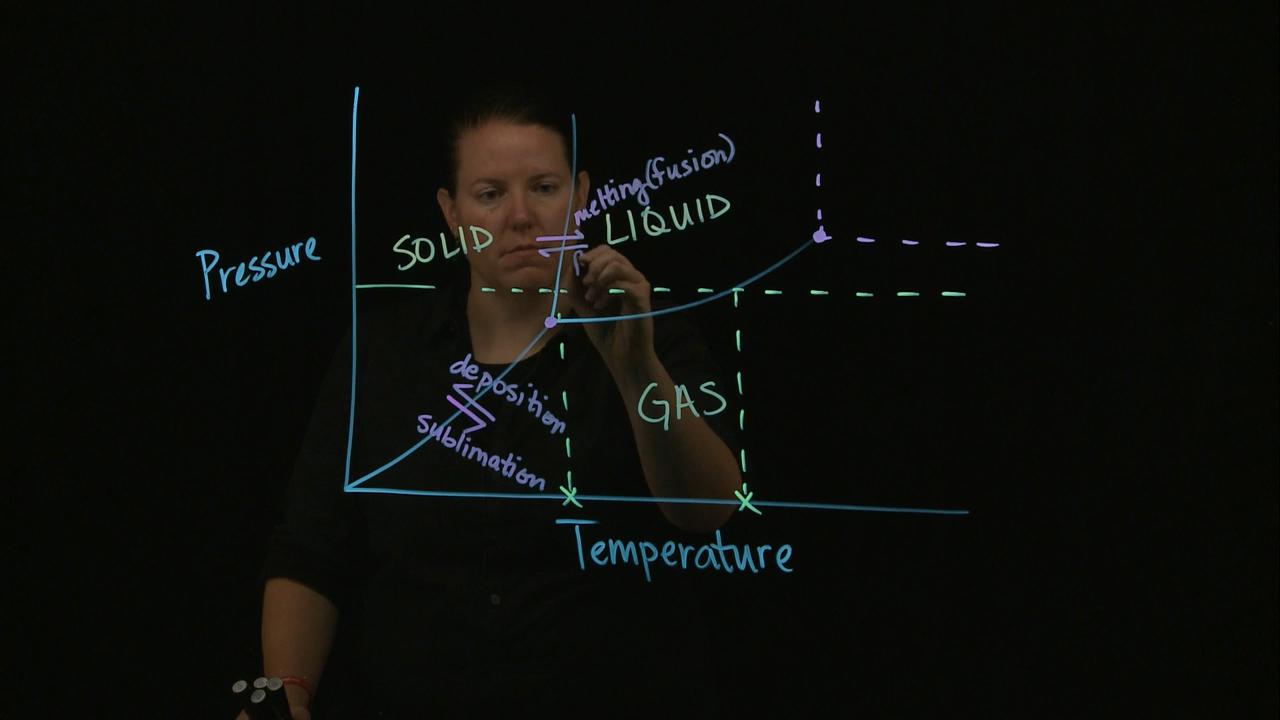 melting(fusion)
SOLID
LIQUID
Pressure
deposition
sublimation
GAS
Temperature